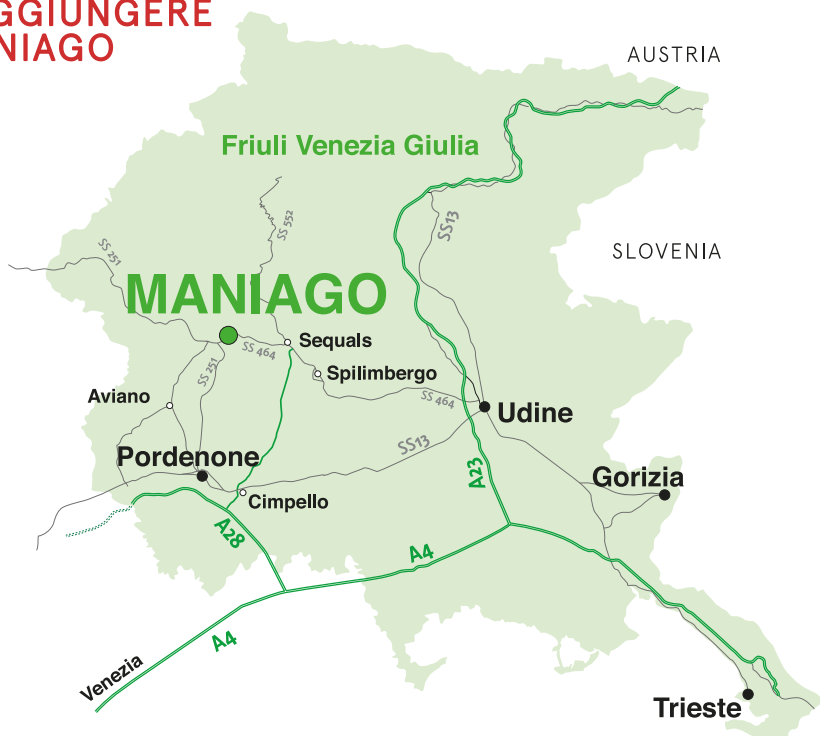 GGIUNGERE
NIAGO
AUSTRIA
Friuli Venezia Giulia
SS 552
SS13
SS 251
SLOVENIA
MANIAGO
Sequals
SS 464
Spilimbergo
SS 251
Aviano
SS 464
Udine
SS13
Pordenone
A23
Gorizia
Cimpello
A28
A4
A4
Venezia
Trieste